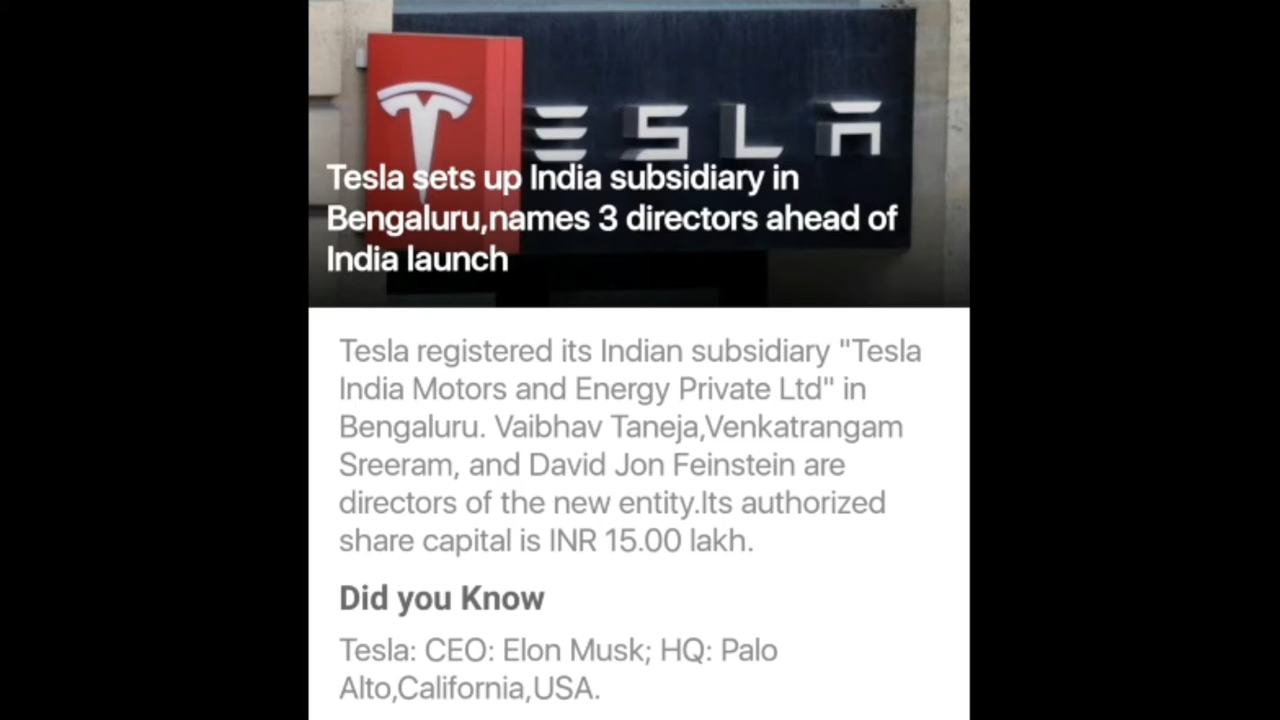 TESLA
Tesla sets up India subsidiary in
Bengaluru,names 3 directors ahead of
India launch
Tesla registered its Indian subsidiary "Tesla
India Motors and Energy Private Ltd" in
Bengaluru. Vaibhav Taneja,Venkatrangam
Sreeram, and David Jon Feinstein are
directors of the new entity.Its authorized
share capital is INR 15.00 lakh.
Did you Know
Tesla: CEO: Elon Musk; HQ: Palo
Alto,California,USA.